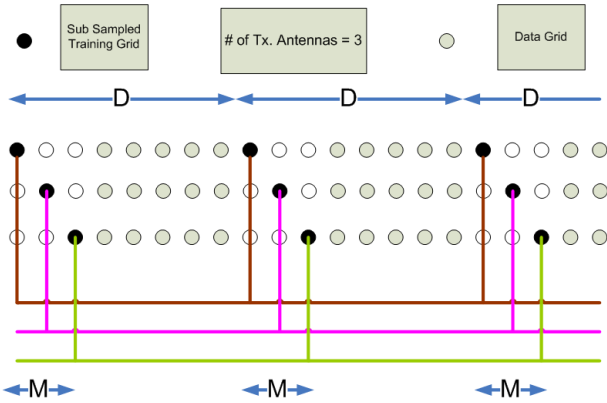 Sub Sampled
Training Grid
# of Tx. Antennas = 3
Data Grid
D
D
D
M
M
M